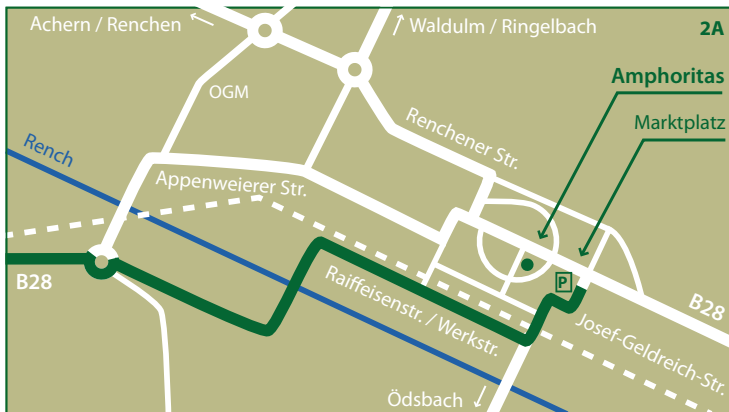 Achern / Renchen
Waldulm / Ringelbach
2A
Amphoritas
OGM
Marktplatz
Renchener Str.
Rench
Appenweierer Str.
B28
Raiffeisenstr. / Werkstr.
P
B28
Josef-Geldreich-Str.
Ödsbach